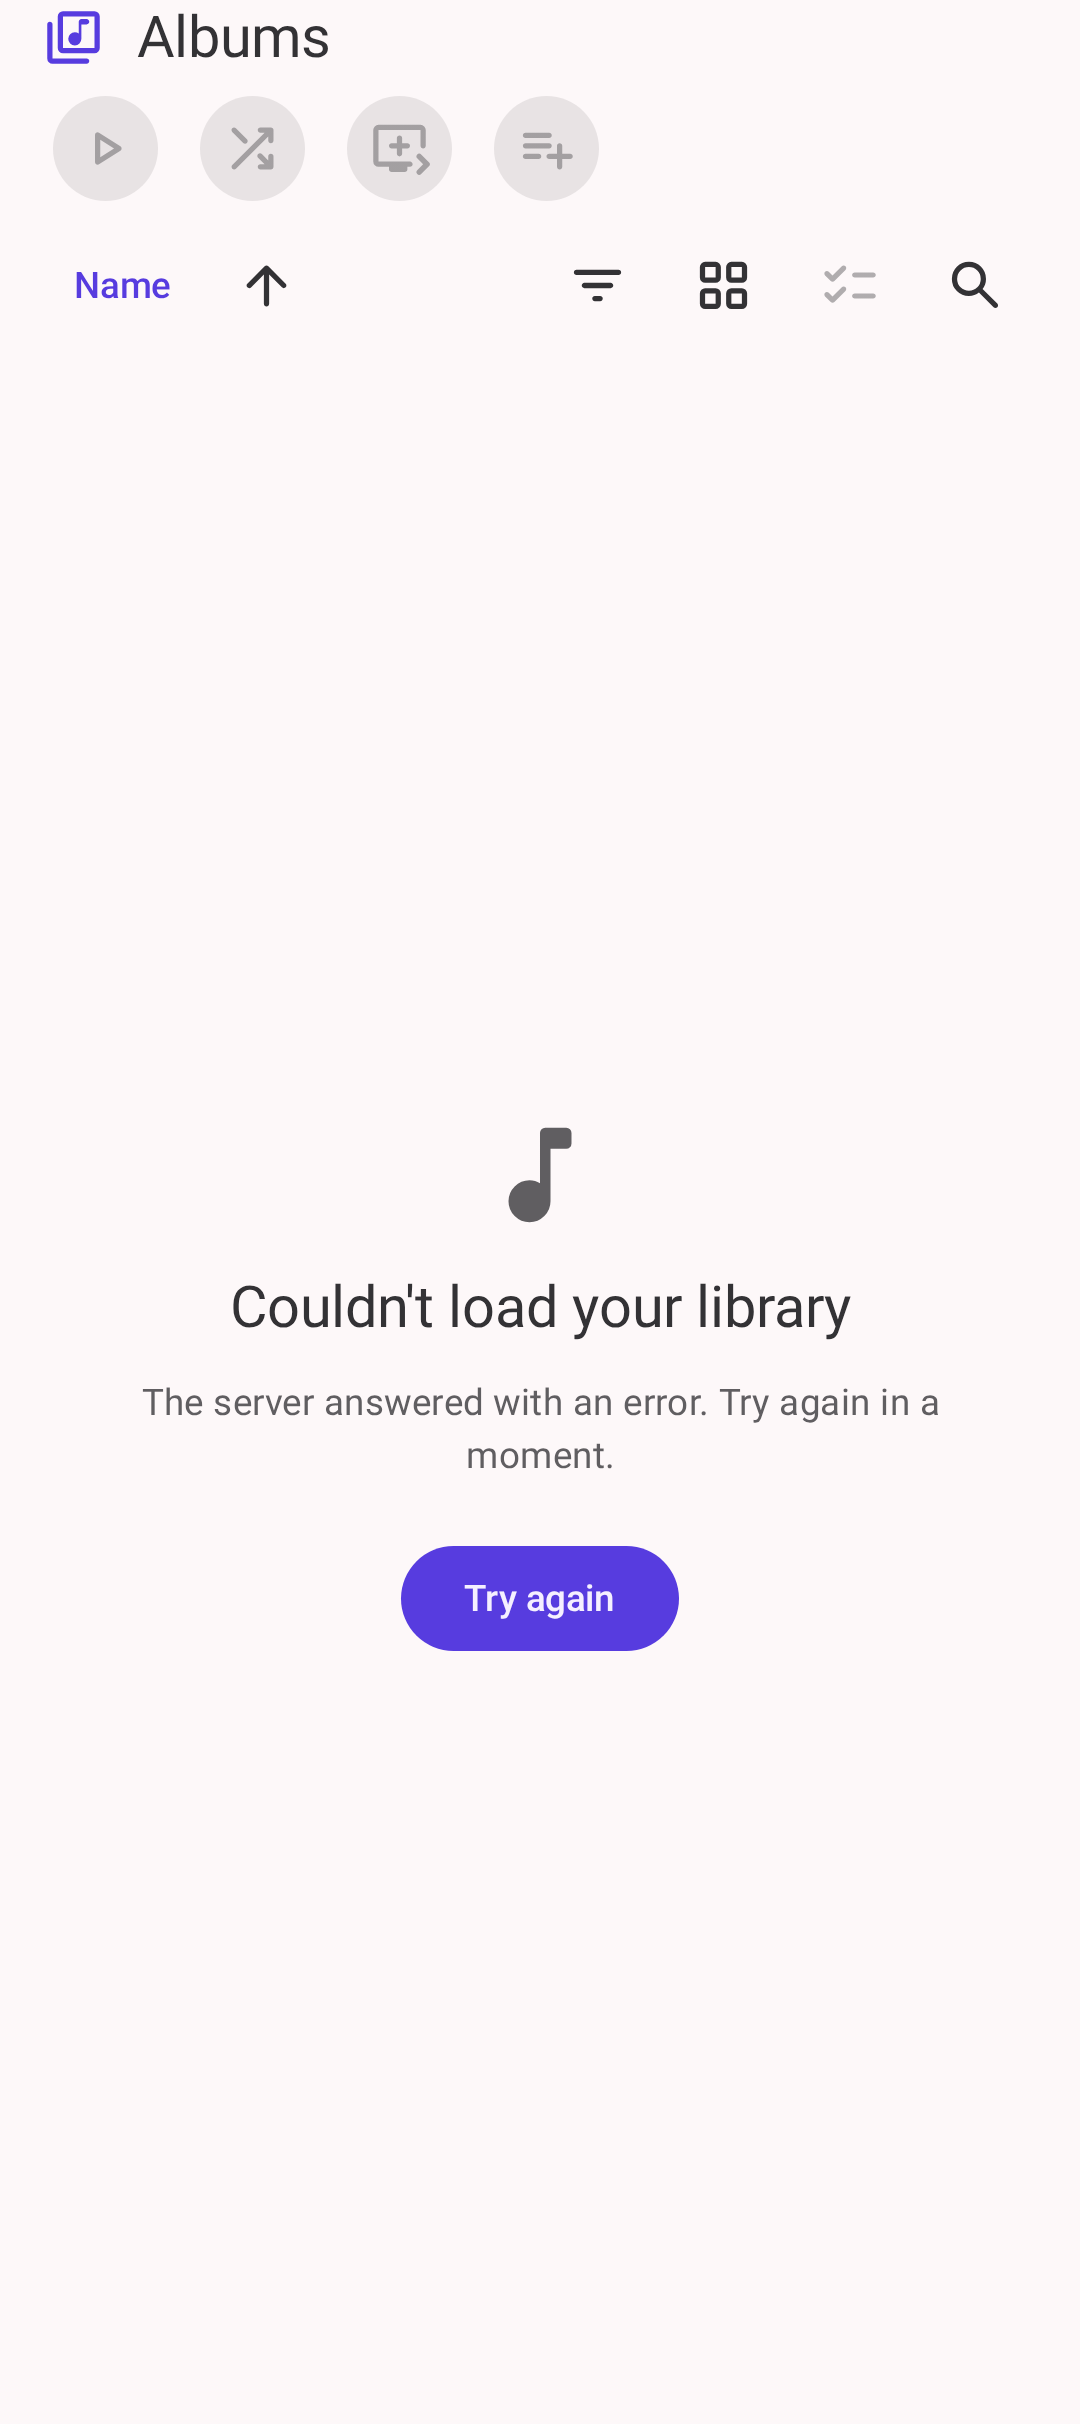 Albums
Name
Couldn't load your library
The server answered with an error. Try again in a
moment.
Try again